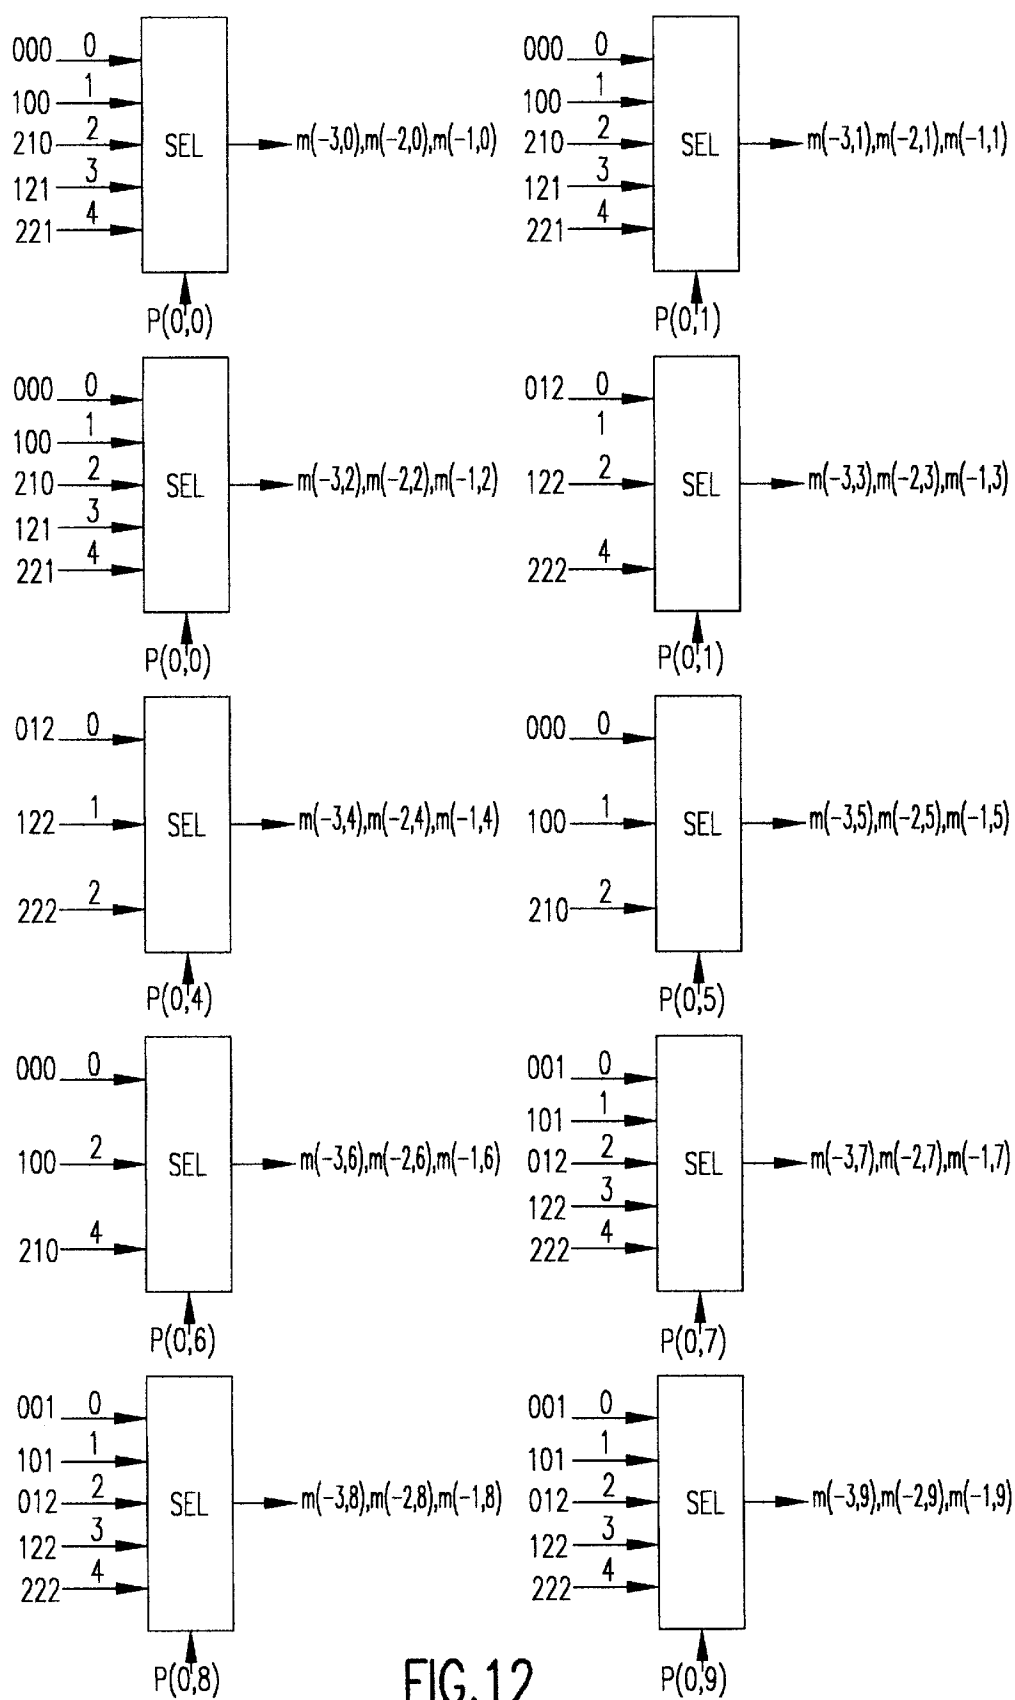 000 0
100 1
210 2
121 3
221 4
SEL
m(-3,0),m(-2,0),m(-1,0)
P(0,0)
000 0
100 1
210 2
121 3
221 4
SEL
m(-3,1),m(-2,1),m(-1,1)
P(0,1)
000 0
100 1
210 2
121 3
221 4
SEL
m(-3,2),m(-2,2),m(-1,2)
P(0,0)
012 0
1
122 2
222 4
SEL
m(-3,3),m(-2,3),m(-1,3)
P(0,1)
012 0
122 1
222 2
SEL
m(-3,4),m(-2,4),m(-1,4)
P(0,4)
000 0
100 1
210 2
SEL
m(-3,5),m(-2,5),m(-1,5)
P(0,5)
000 0
100 2
210 4
SEL
m(-3,6),m(-2,6),m(-1,6)
P(0,6)
001 0
101 1
012 2
122 3
222 4
SEL
m(-3,7),m(-2,7),m(-1,7)
P(0,7)
001 0
101 1
012 2
122 3
222 4
SEL
m(-3,8),m(-2,8),m(-1,8)
P(0,8)
001 0
101 1
012 2
122 3
222 4
SEL
m(-3,9),m(-2,9),m(-1,9)
P(0,9)
FIG.12